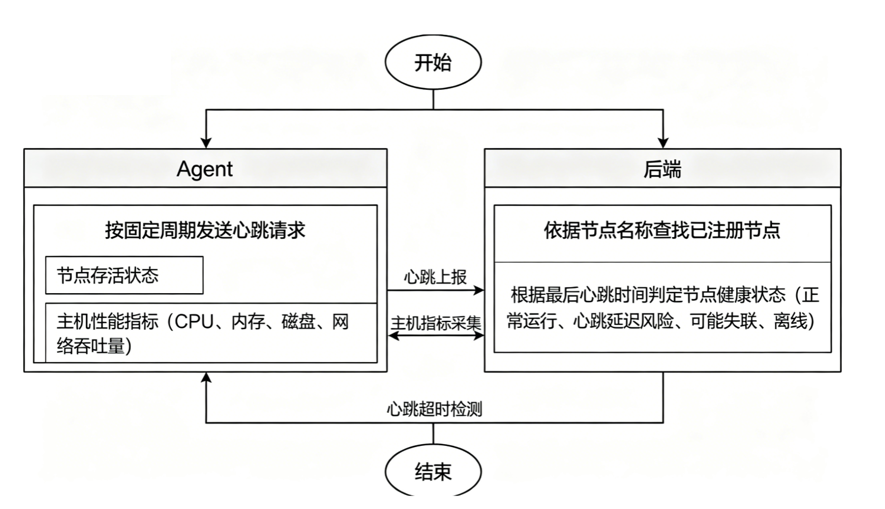 开始
Agent
按固定周期发送心跳请求
节点存活状态
主机性能指标（CPU、内存、磁盘、网
络吞吐量）
心跳上报
主机指标采集
后端
依据节点名称查找已注册节点
根据最后心跳时间判定节点健康状态（正
常运行、心跳延迟风险、可能失联、离线）
心跳超时检测
结束